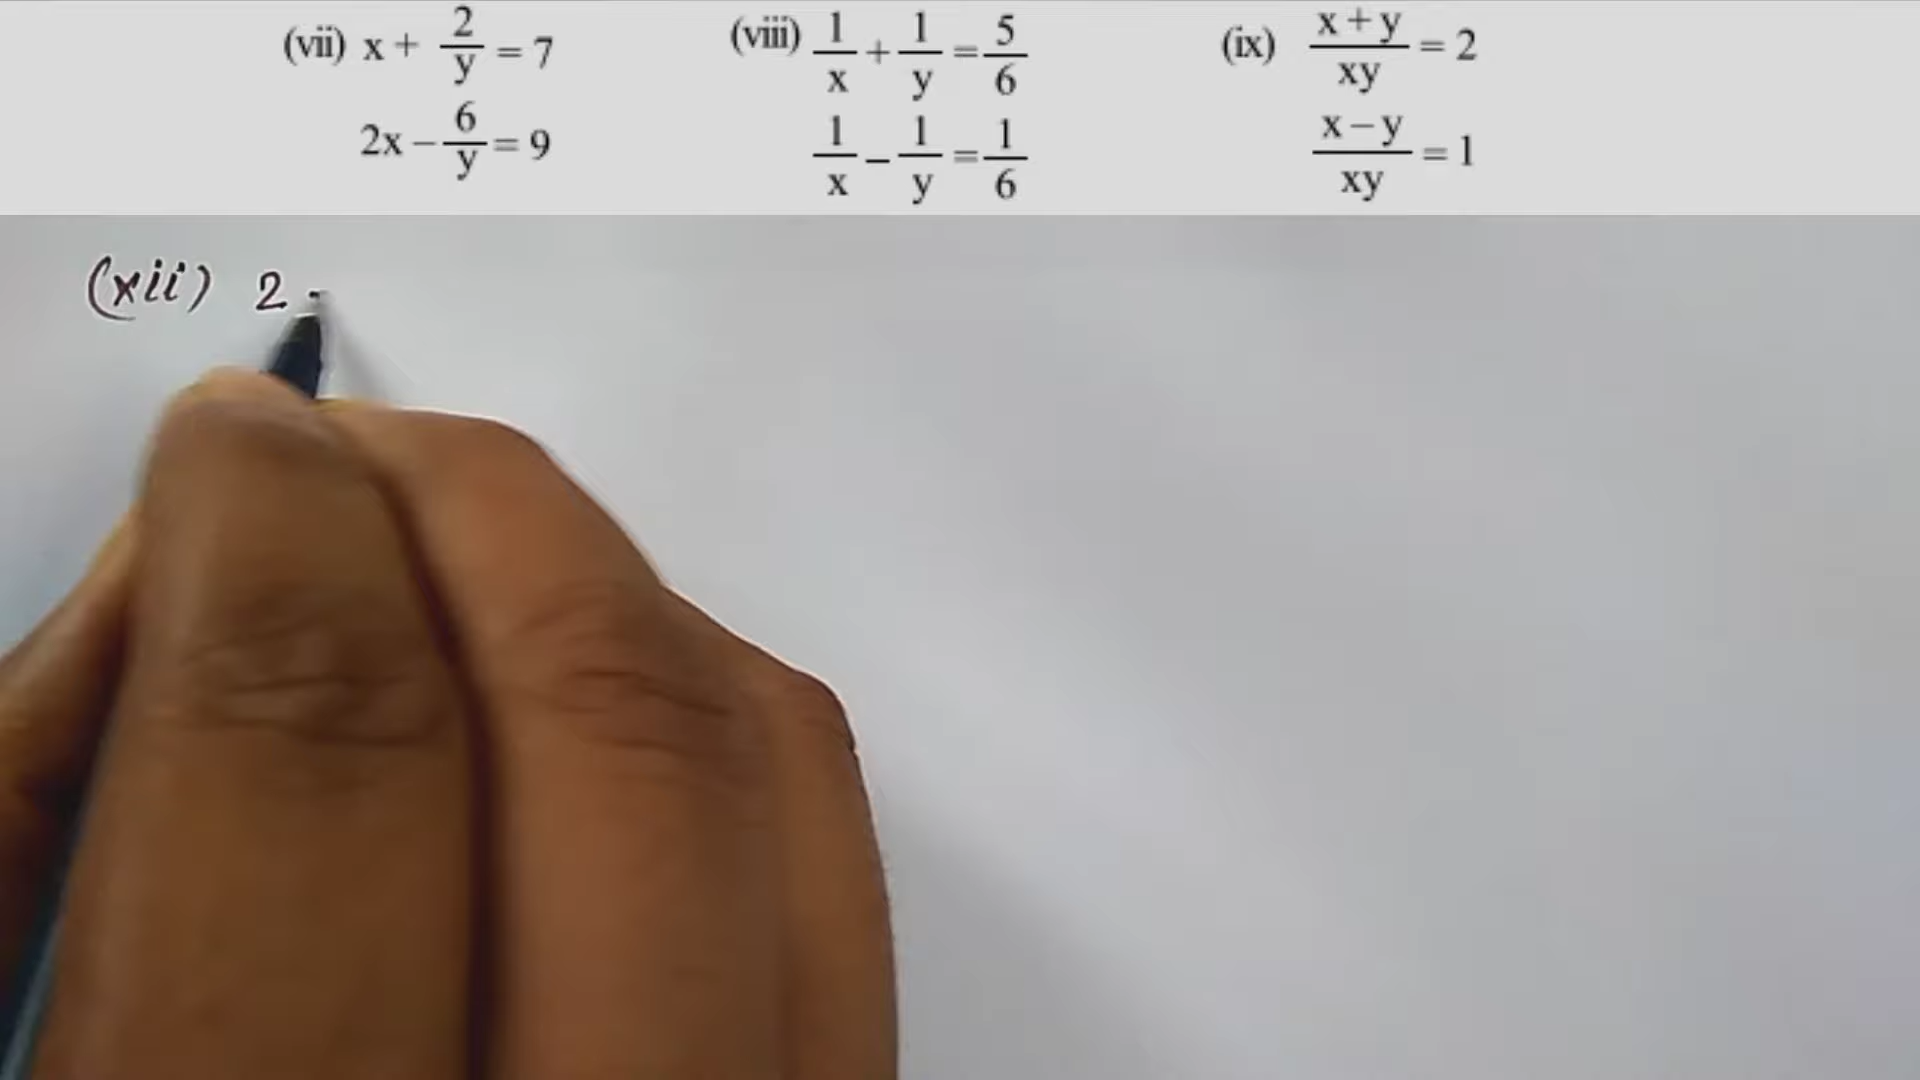 (vii) x + 2/y = 7 (viii) 1/x + 1/y = 5/6 (ix) x+y/xy = 2
2x – 6/y = 9 1/x – 1/y = 1/6 x–y/xy = 1
(xii) 2